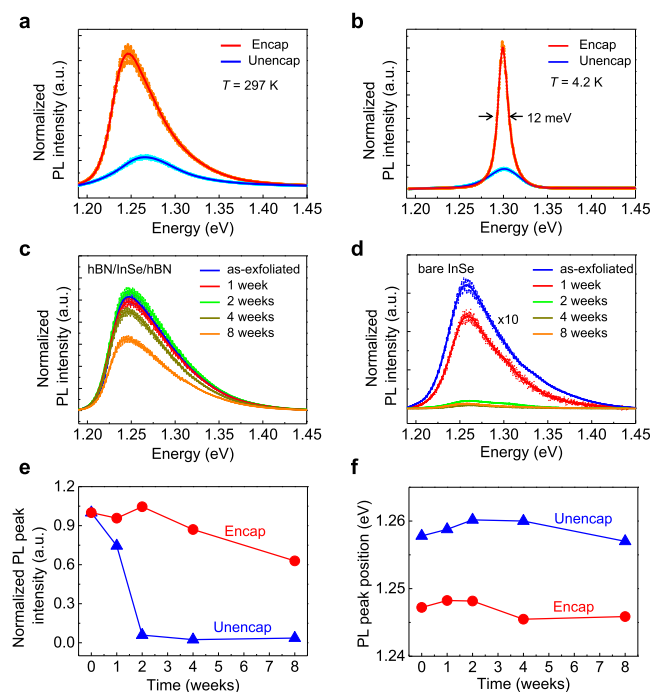 a
Normalized
PL intensity (a.u.)
Encap
Unencap
T = 297 K
1.20 1.25 1.30 1.35 1.40 1.45
Energy (eV)
b
Normalized
PL intensity (a.u.)
Encap
Unencap
T = 4.2 K
12 meV
1.20 1.25 1.30 1.35 1.40 1.45
Energy (eV)
c
Normalized
PL intensity (a.u.)
hBN/InSe/hBN
as-exfoliated
1 week
2 weeks
4 weeks
8 weeks
1.20 1.25 1.30 1.35 1.40 1.45
Energy (eV)
d
Normalized
PL intensity (a.u.)
bare InSe
as-exfoliated
1 week
2 weeks
4 weeks
8 weeks
x10
1.20 1.25 1.30 1.35 1.40 1.45
Energy (eV)
e
Normalized PL peak
intensity (a.u.)
1.2
0.9
0.6
0.3
0.0
Encap
Unencap
0 1 2 3 4 5 6 7 8
Time (weeks)
f
PL peak position (eV)
1.26
1.25
1.24
Unencap
Encap
0 1 2 3 4 5 6 7 8
Time (weeks)